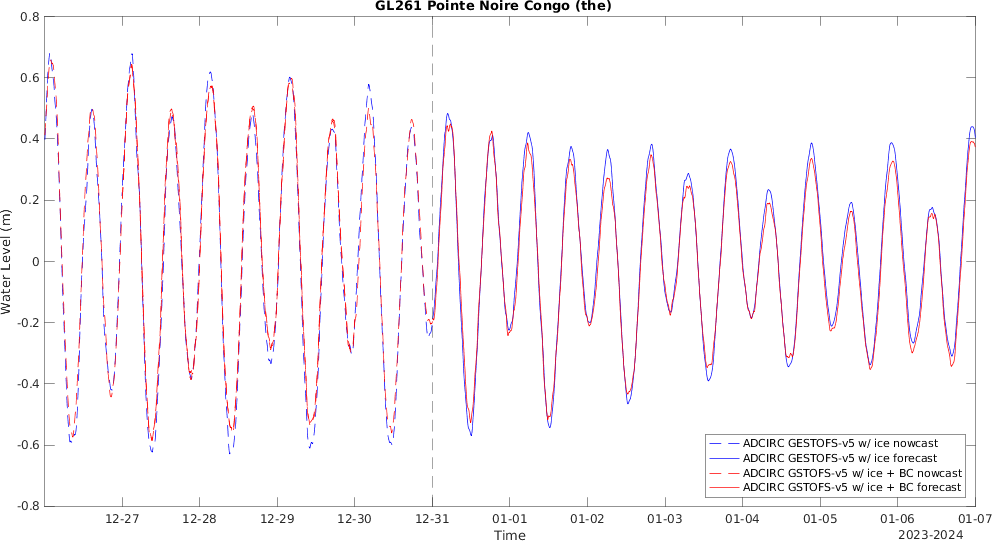 GL261 Pointe Noire Congo (the)
0.8
0.6
0.4
0.2
0
-0.2
-0.4
-0.6
-0.8
Water Level (m)
12-27 12-28 12-29 12-30 12-31 01-01 01-02 01-03 01-04 01-05 01-06 01-07
Time
2023-2024
ADCIRC GESTOFS-v5 w/ ice nowcast
ADCIRC GESTOFS-v5 w/ ice forecast
ADCIRC GSTOFS-v5 w/ ice + BC nowcast
ADCIRC GSTOFS-v5 w/ ice + BC forecast